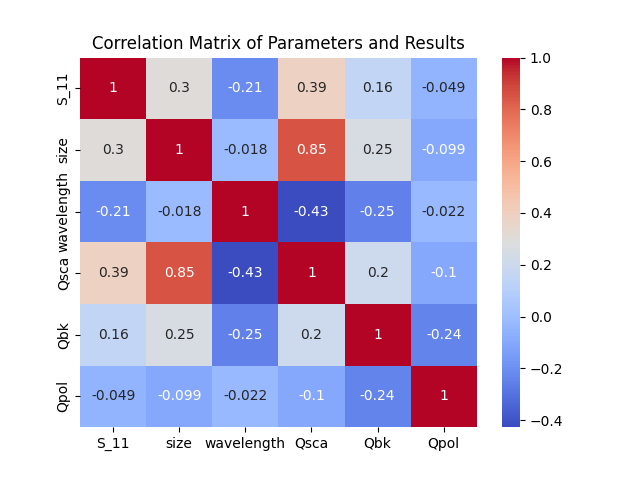 Correlation Matrix of Parameters and Results
S_11 1 0.3 -0.21 0.39 0.16 -0.049
size 0.3 1 -0.018 0.85 0.25 -0.099
wavelength -0.21 -0.018 1 -0.43 -0.25 -0.022
Qsca 0.39 0.85 -0.43 1 0.2 -0.1
Qbk 0.16 0.25 -0.25 0.2 1 -0.24
Qpol -0.049 -0.099 -0.022 -0.1 -0.24 1
S_11 size wavelength Qsca Qbk Qpol
1.0
0.8
0.6
0.4
0.2
0.0
−0.2
−0.4